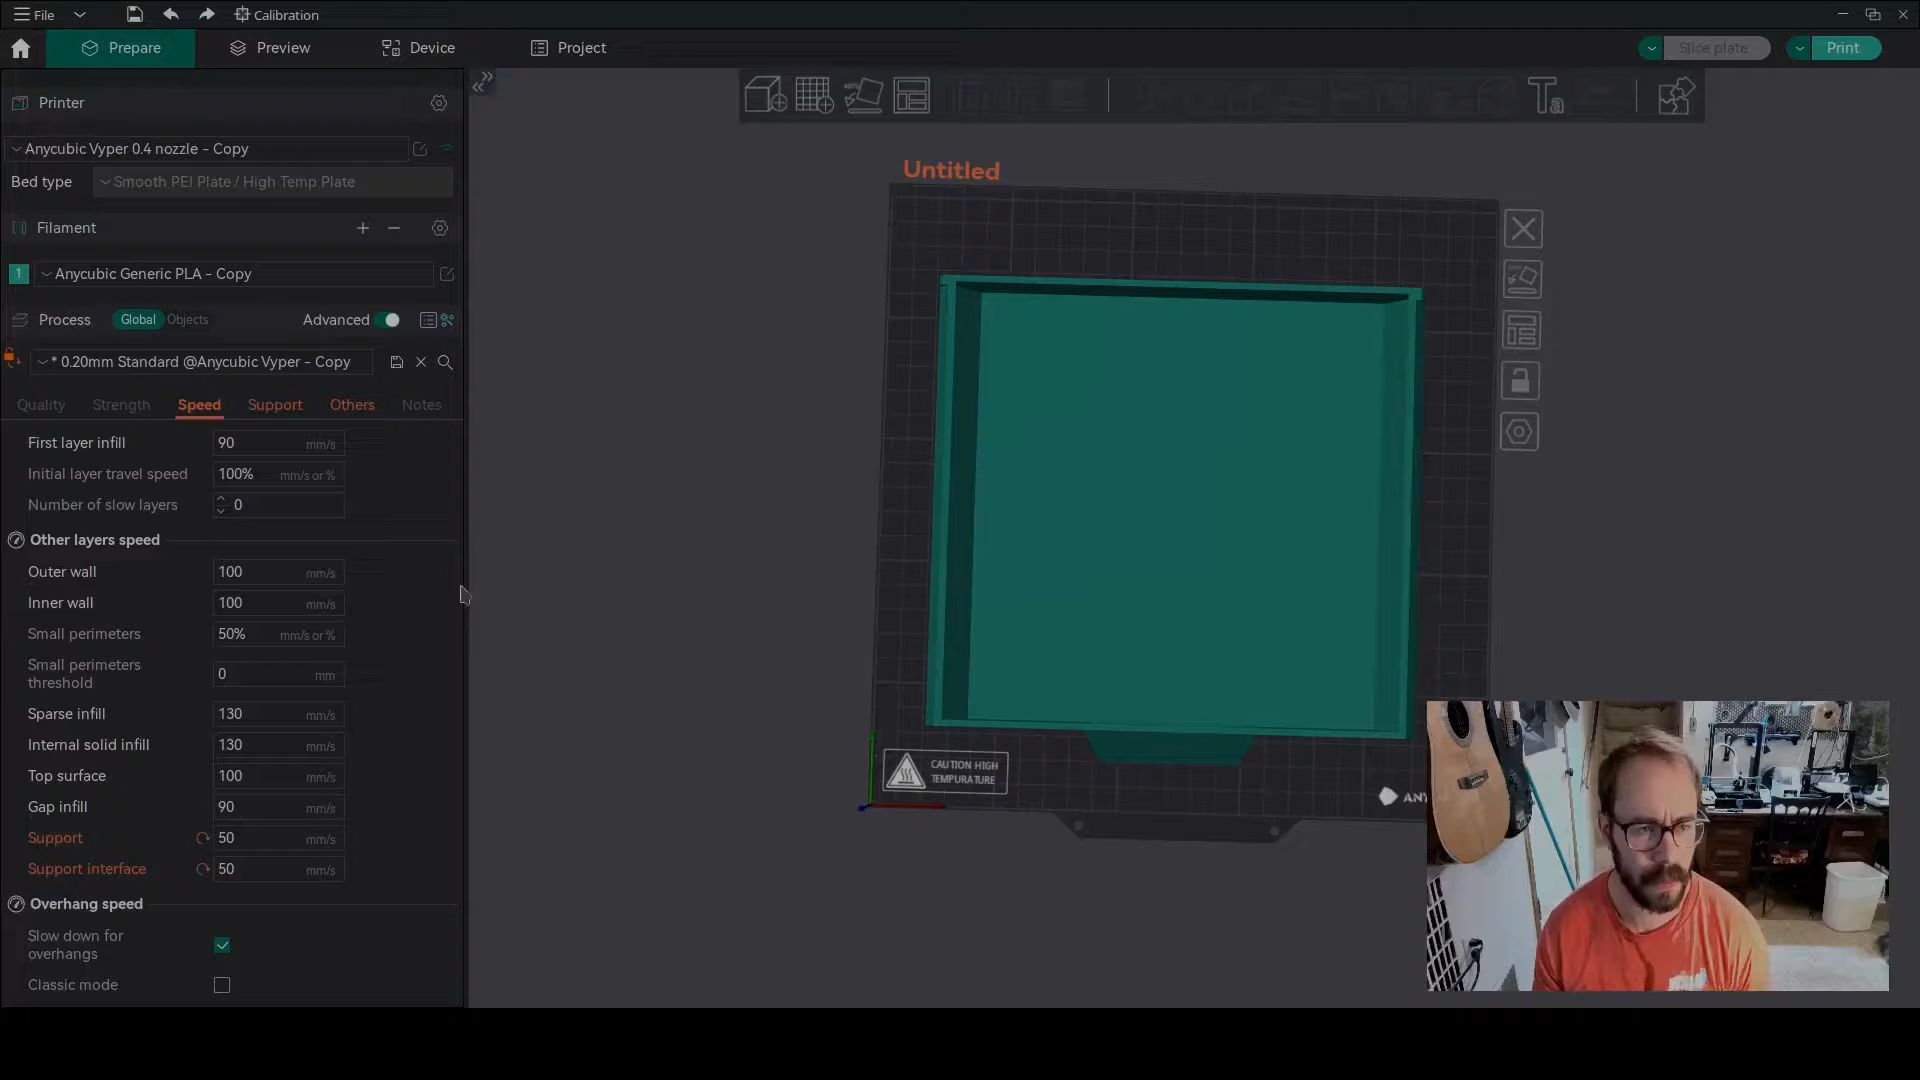 File
Calibration
Prepare
Preview
Device
Project
Slice plate
Print
Printer
Anycubic Vyper 0.4 nozzle - Copy
Bed type
Smooth PEI Plate / High Temp Plate
Filament
1
Anycubic Generic PLA - Copy
Process
Global
Objects
Advanced
* 0.20mm Standard @Anycubic Vyper - Copy
Quality
Strength
Speed
Support
Others
Notes
First layer infill 90 mm/s
Initial layer travel speed 100% mm/s or %
Number of slow layers 0
Other layers speed
Outer wall 100 mm/s
Inner wall 100 mm/s
Small perimeters 50% mm/s or %
Small perimeters
threshold 0 mm
Sparse infill 130 mm/s
Internal solid infill 130 mm/s
Top surface 100 mm/s
Gap infill 90 mm/s
Support 50 mm/s
Support interface 50 mm/s
Overhang speed
Slow down for
overhangs
Classic mode
Ta
Untitled
AUTO
CAUTION HIGH
TEMPURATURE